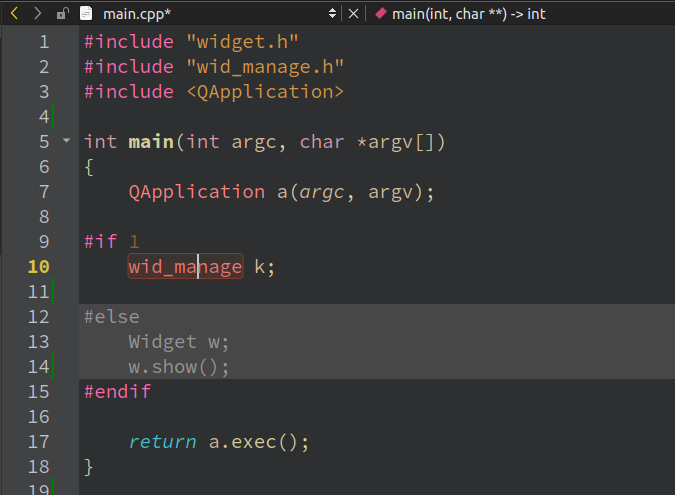 main.cpp* main(int, char **) -> int
1 #include "widget.h"
2 #include "wid_manage.h"
3 #include <QApplication>
4
5 int main(int argc, char *argv[])
6 {
7 QApplication a(argc, argv);
8
9 #if 1
10 wid_manage k;
11
12 #else
13 Widget w;
14 w.show();
15 #endif
16
17 return a.exec();
18 }
19